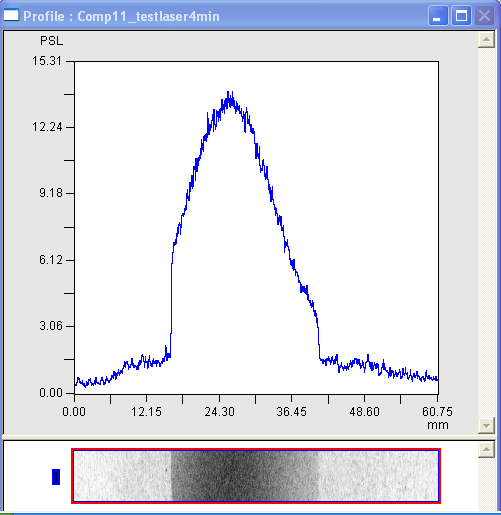 Profile : Comp11_testlaser4min
PSL
15.31
12.24
9.18
6.12
3.06
0.00
0.00 12.15 24.30 36.45 48.60 60.75
mm